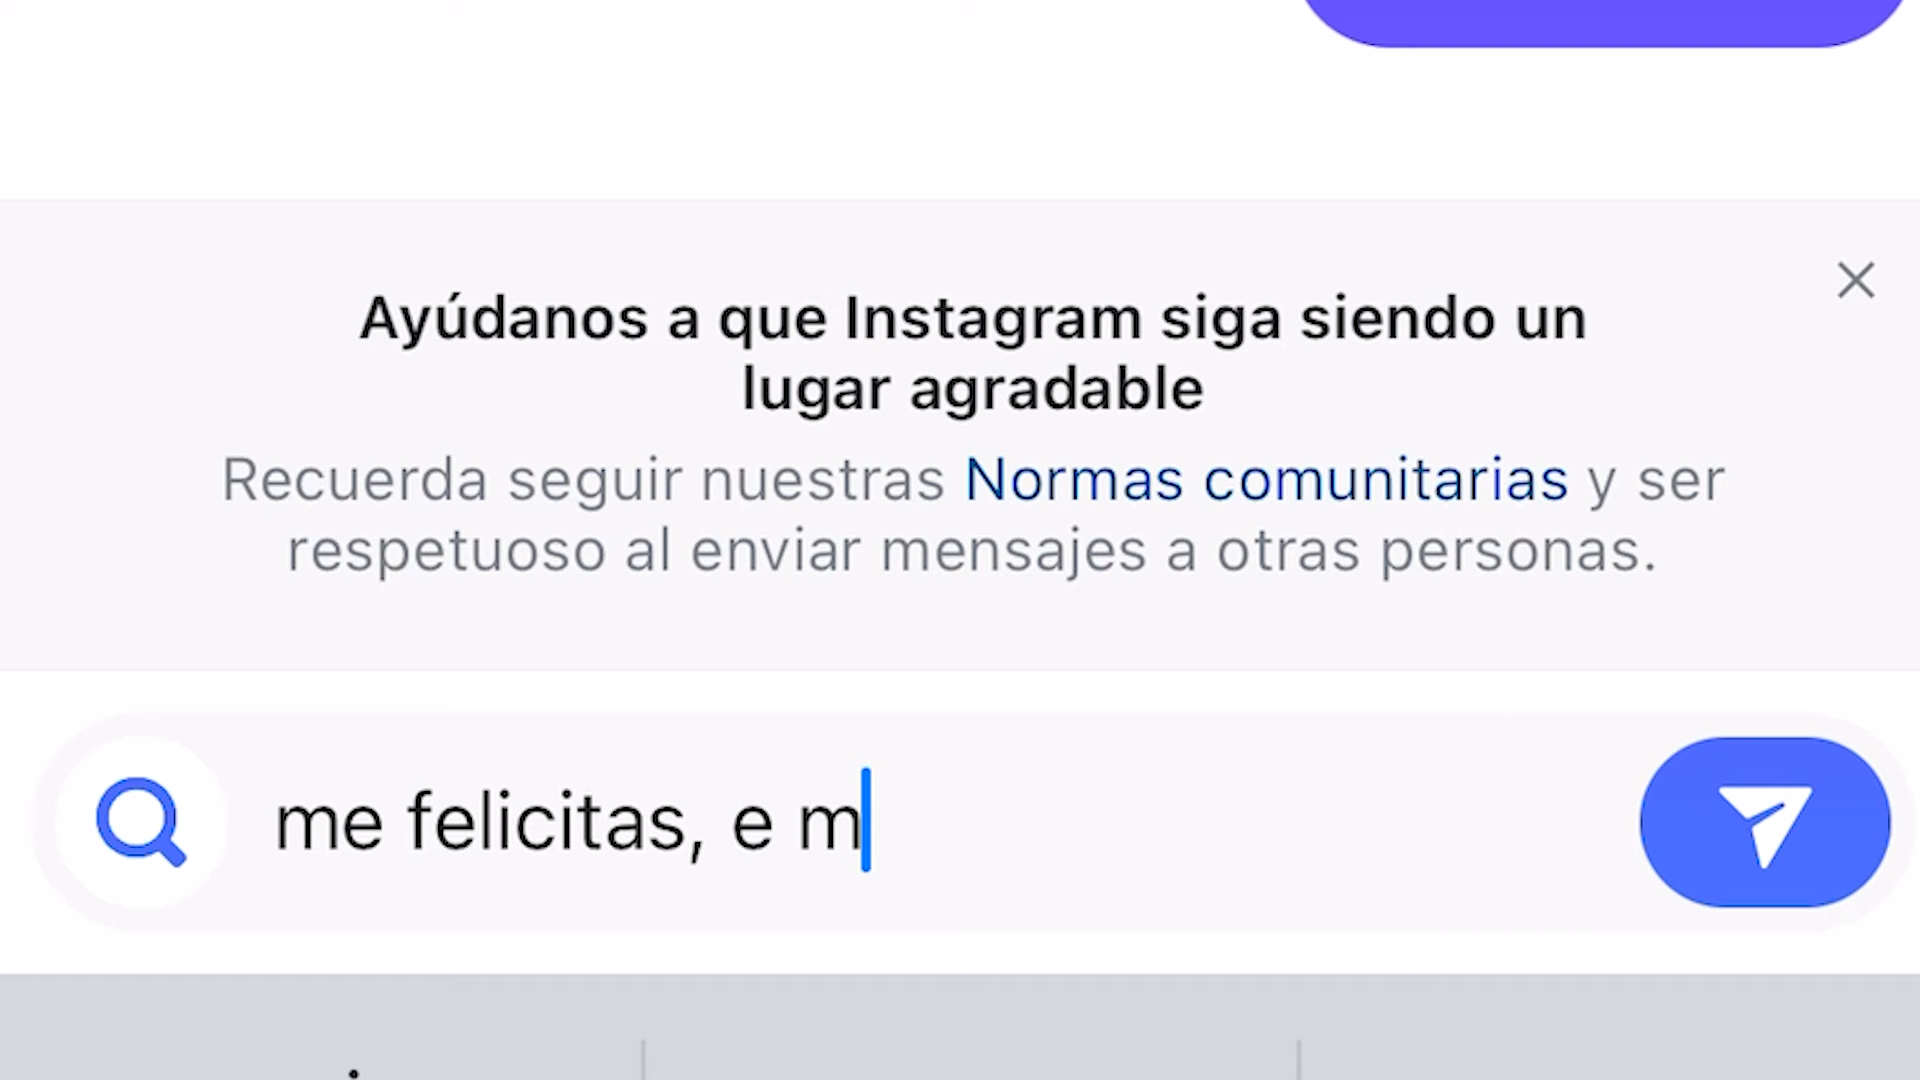 Ayúdanos a que Instagram siga siendo un
lugar agradable
Recuerda seguir nuestras Normas comunitarias y ser
respetuoso al enviar mensajes a otras personas.
me felicitas, e m